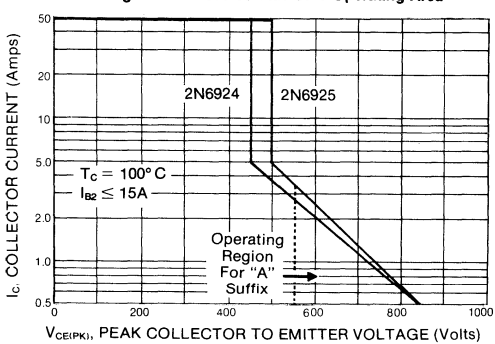 Operating Area
50
20
10
5.0
2.0
1.0
0.5
IC. COLLECTOR CURRENT (Amps)
2N6924
2N6925
TC = 100° C
IB2 ≤ 15A
Operating
Region
For "A"
Suffix
0
200
400
600
800
1000
VCE(PK), PEAK COLLECTOR TO EMITTER VOLTAGE (Volts)